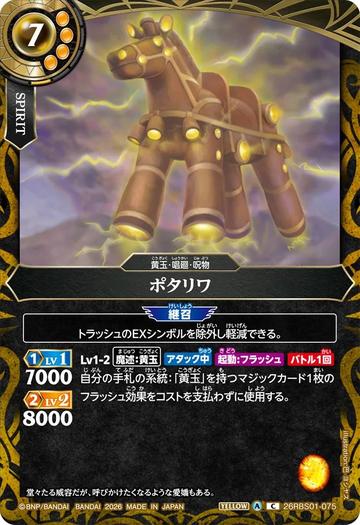 7
SPIRIT
黄玉・唱廻・呪物
ポタリワ
継召
トラッシュのEXシンボルを除外し軽減できる。
1 LV 1 7000
2 LV 2 8000
Lv1-2 魔述:黄玉 アタック中 起動:フラッシュ バトル1回
自分の手札の系統:「黄玉」を持つマジックカード1枚の
フラッシュ効果をコストを支払わずに使用する。
堂々たる威容だが、呼びかけたくなるような愛嬌もある。
©BNP/BANDAI BANDAI 2026 MADE IN JAPAN
YELLOW A C 26RBS01-075